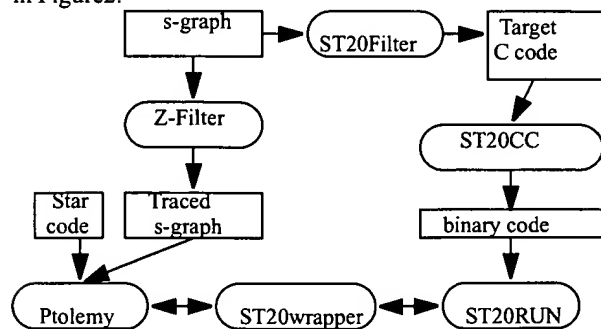 in Figure2.
s-graph
ST20Filter
Target
C code
Z-Filter
ST20CC
Star
code
Traced
s-graph
binary code
Ptolemy
ST20wrapper
ST20RUN